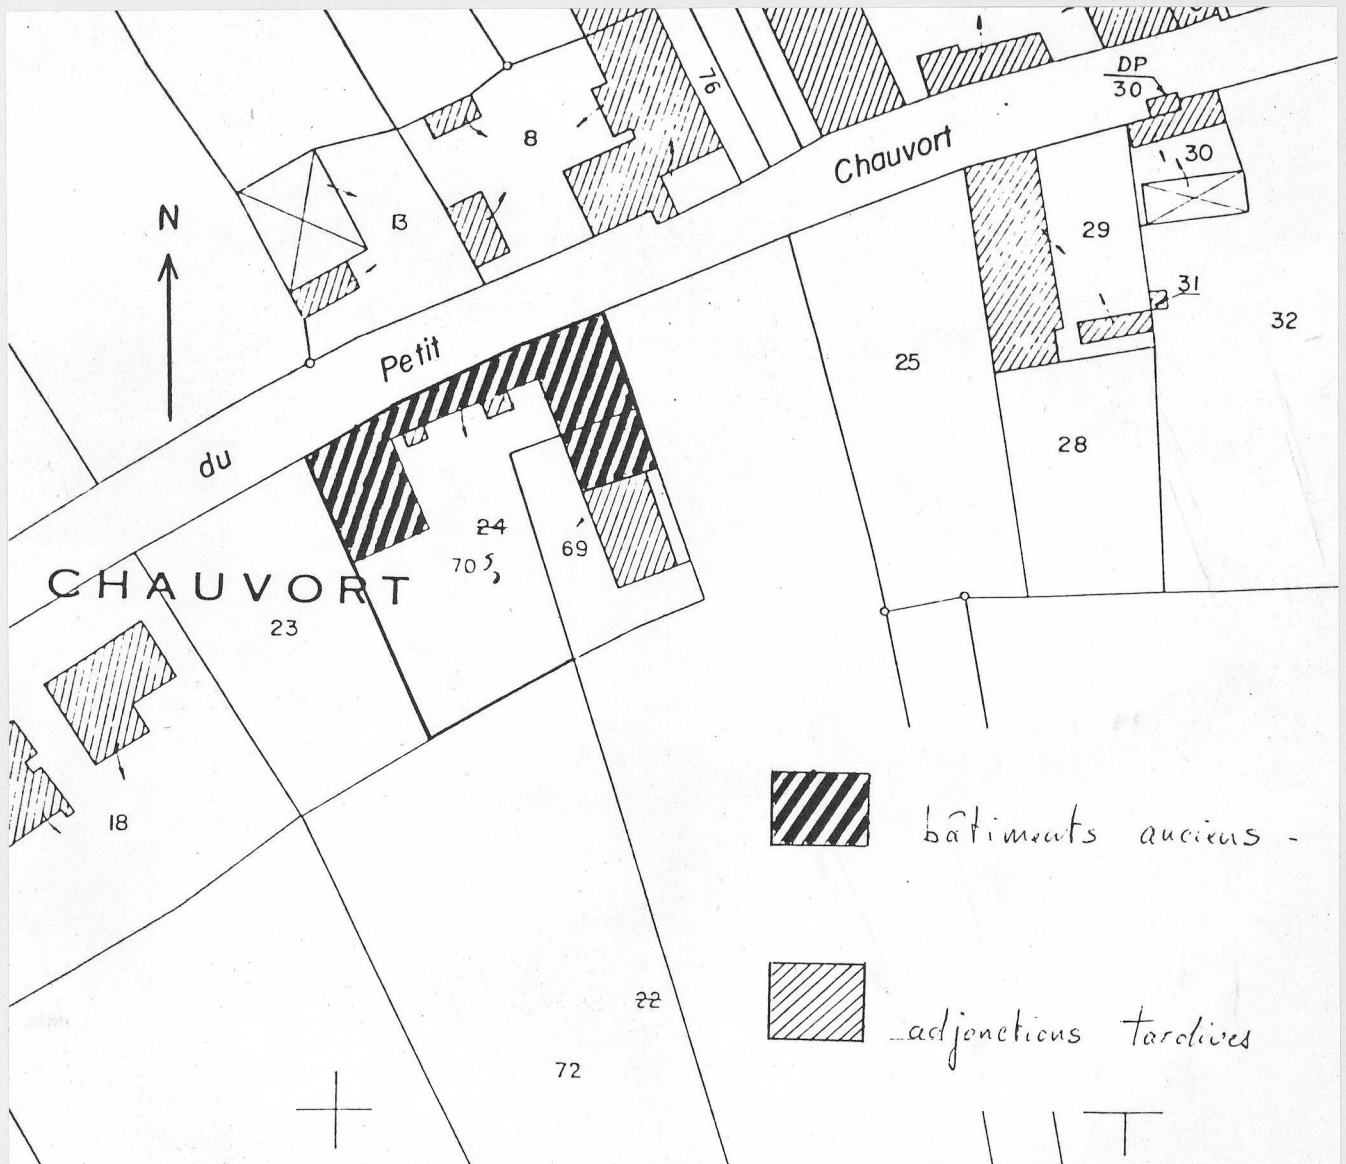 76
DP
30
8
Chauvort
30
N
13
29
31
32
Petit
25
du
28
24
69
70
CHAUVORT
23
18
bâtiments anciens -
22
adjonctions tardives
72